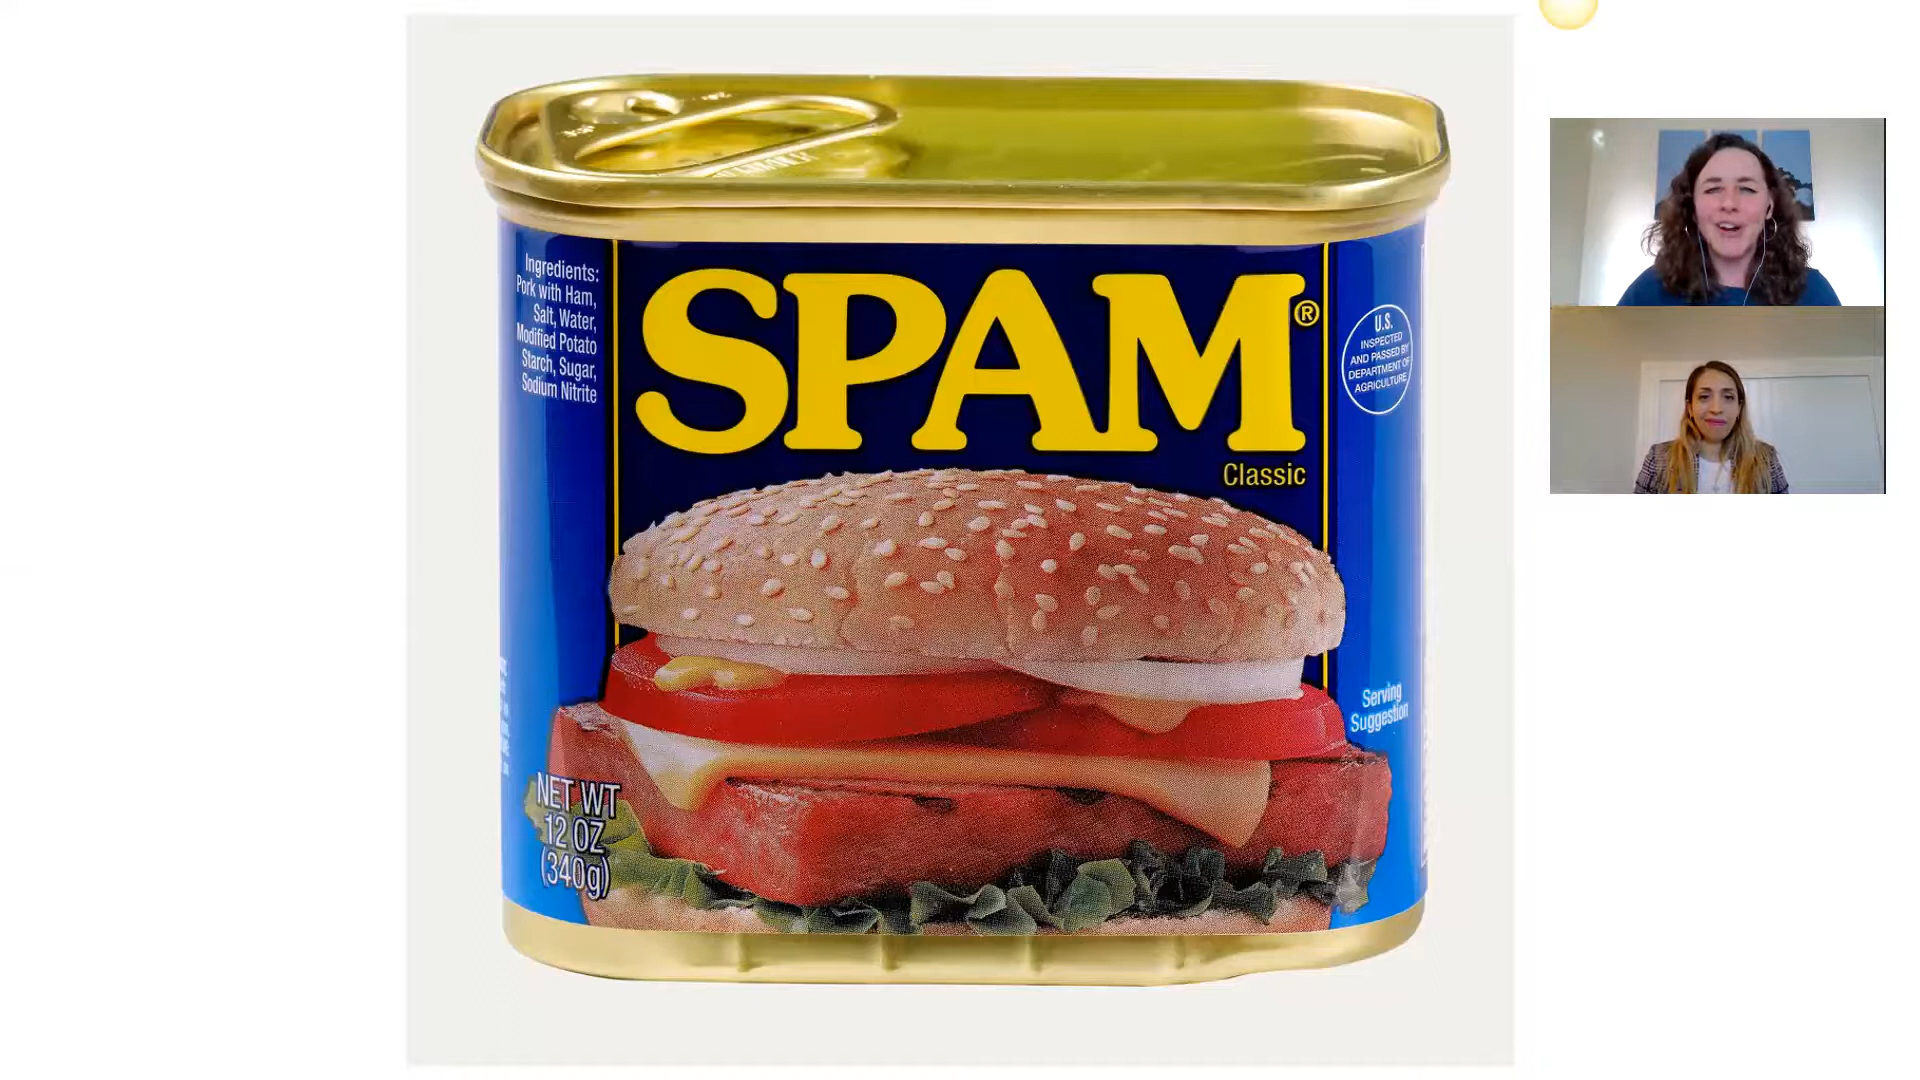 Ingredients:
Pork with Ham,
Salt, Water,
Modified Potato
Starch, Sugar,
Sodium Nitrite
SPAM®
Classic
U.S.
INSPECTED
AND PASSED BY
DEPARTMENT OF
AGRICULTURE
Serving
Suggestion
NET WT
12 OZ
(340g)